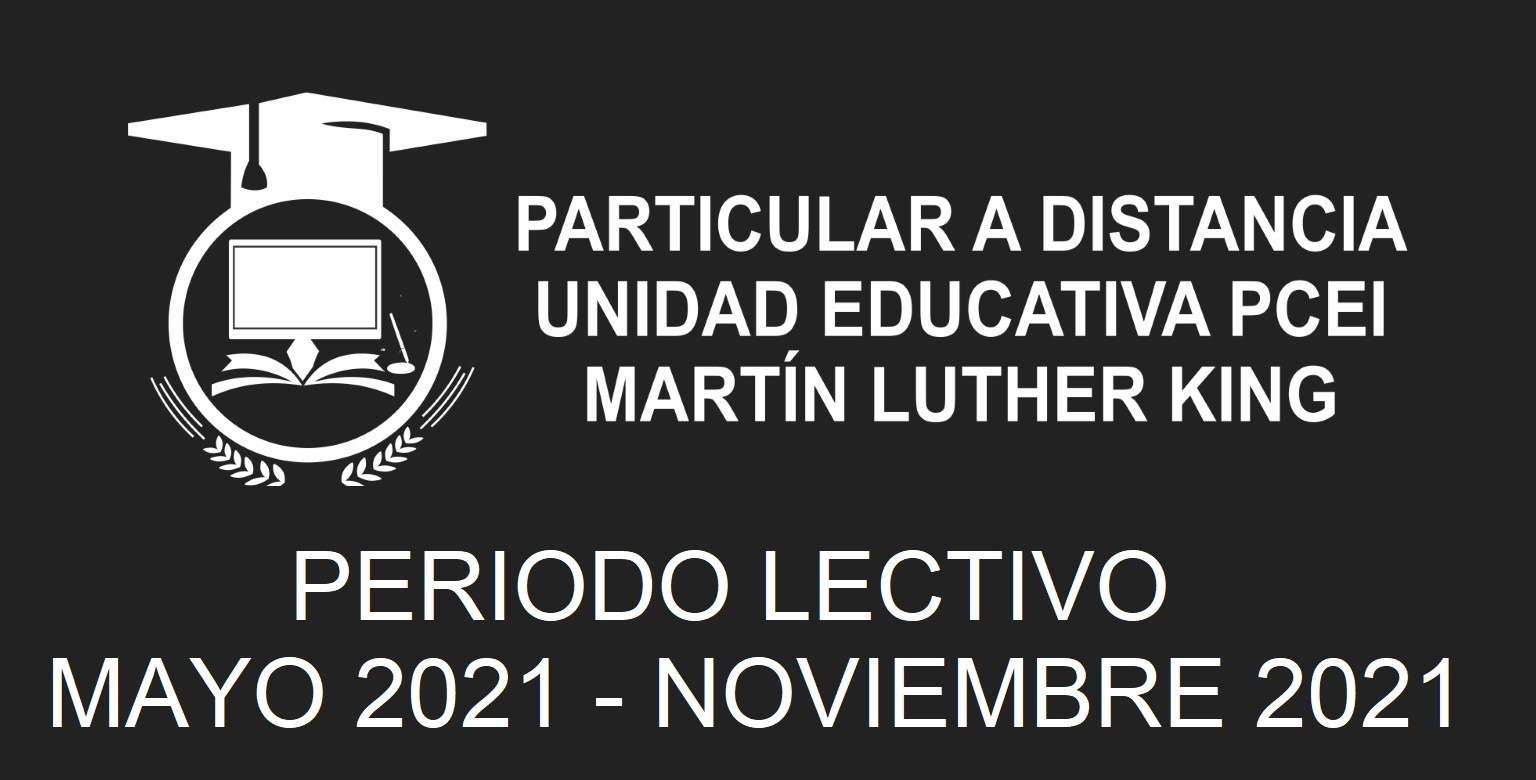 PARTICULAR A DISTANCIA
UNIDAD EDUCATIVA PCEI
MARTÍN LUTHER KING
PERIODO LECTIVO
MAYO 2021 - NOVIEMBRE 2021